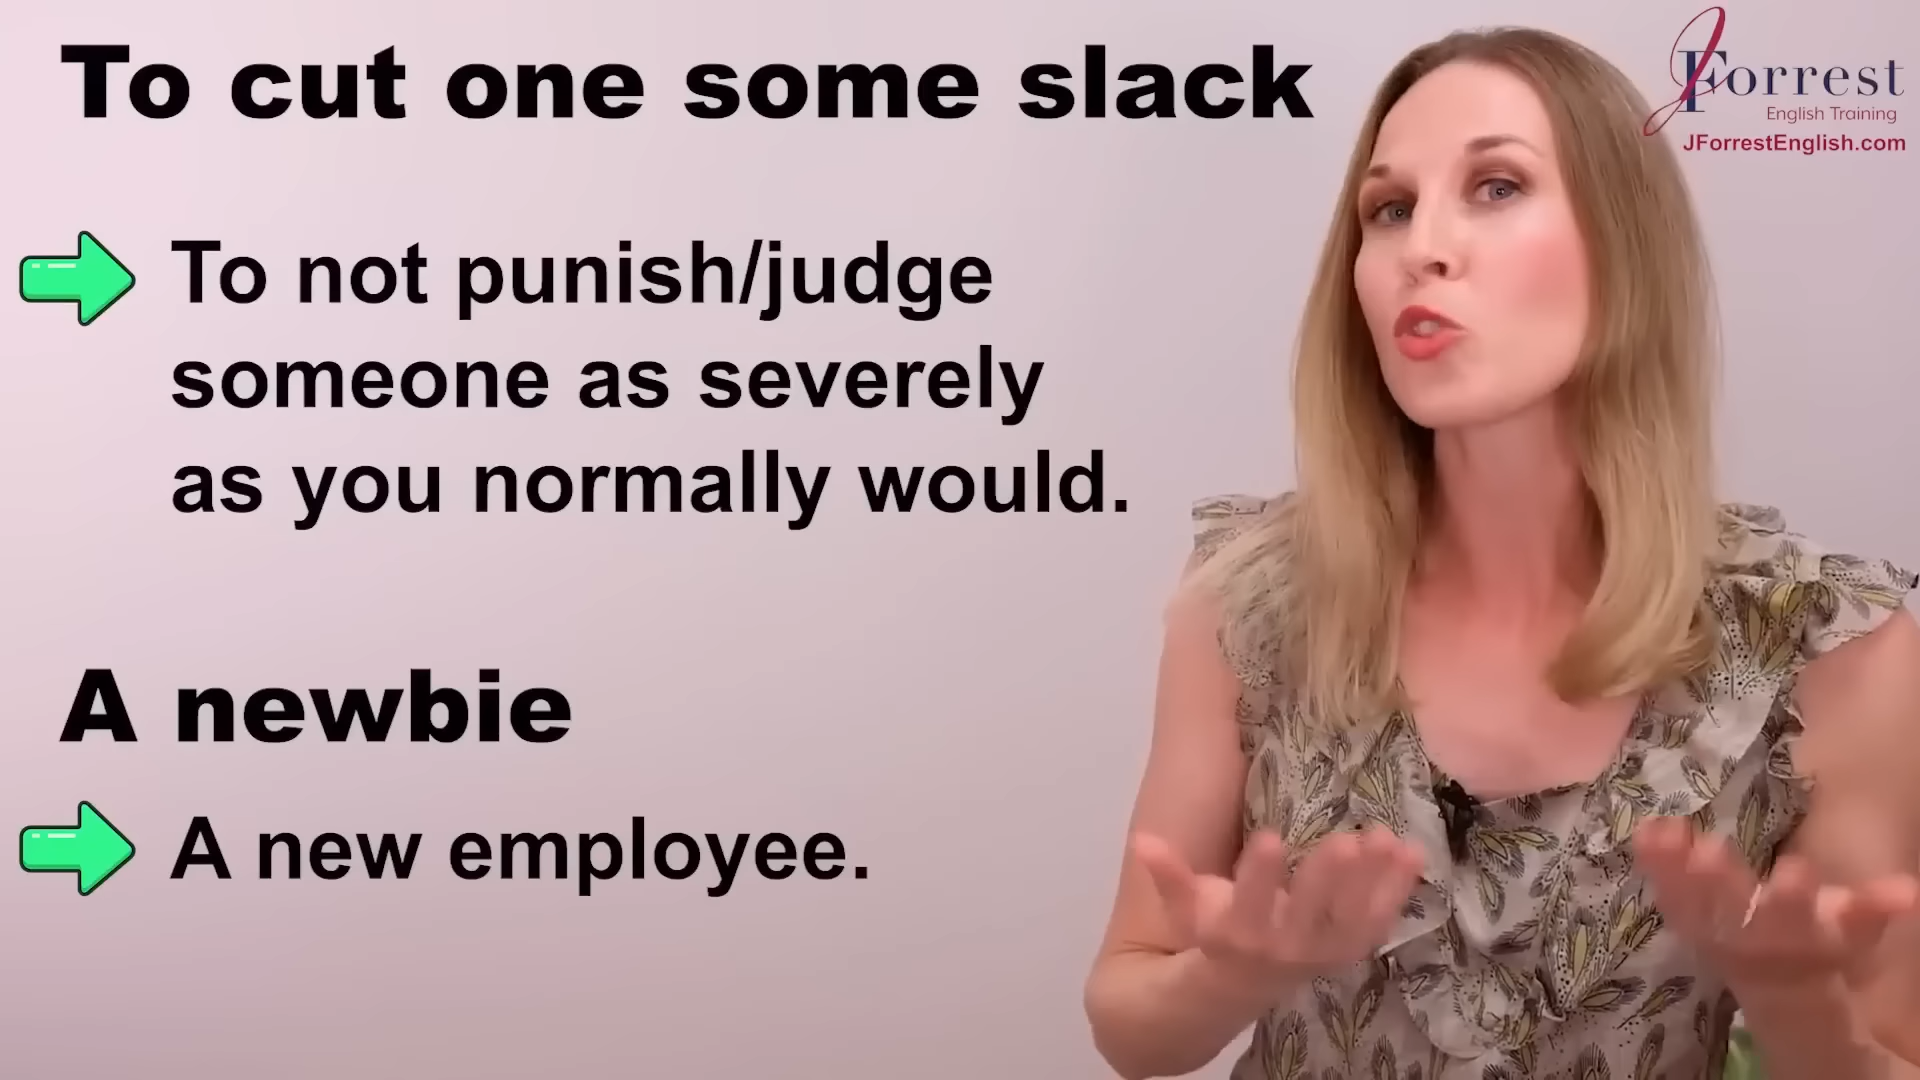 To cut one some slack
To not punish/judge
someone as severely
as you normally would.
A newbie
A new employee.
JForrest
English Training
JForrestEnglish.com